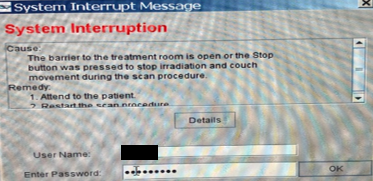 System Interrupt Message
System Interruption
Cause:
The barrier to the treatment room is open or the Stop
button was pressed to stop irradiation and couch
movement during the scan procedure.
Remedy:
1. Attend to the patient.
2. Restart the scan procedure
Details
User Name:
Enter Password:
OK